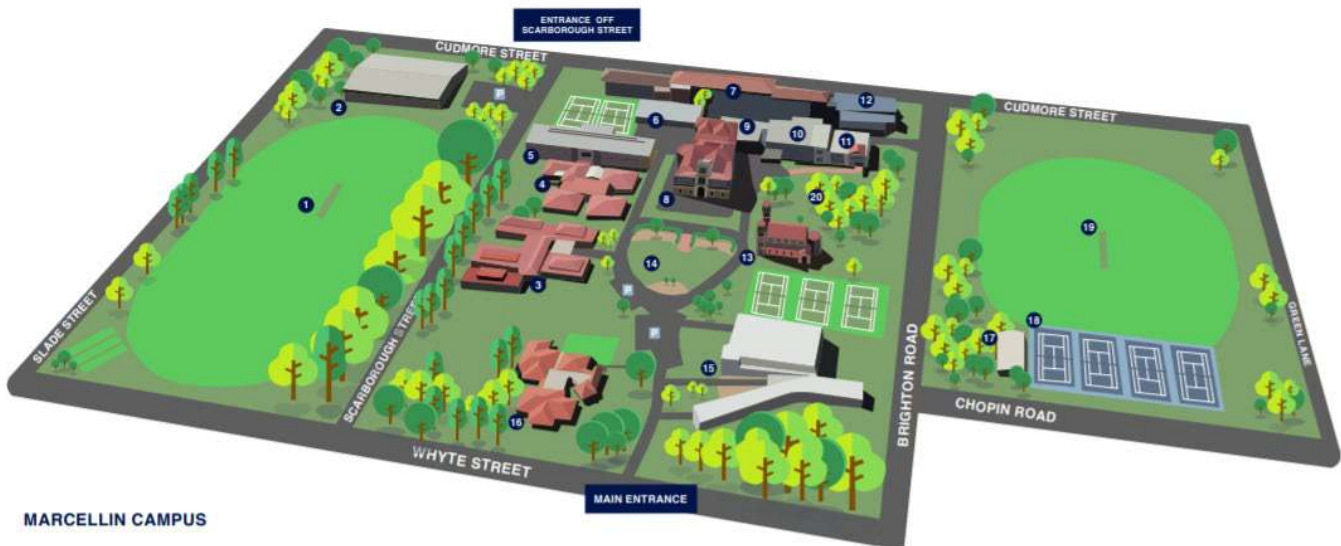 ENTRANCE OFF
SCARBOROUGH STREET
CUDMORE STREET
CUDMORE STREET
P
7
12
2
6
9
10
11
5
4
1
8
20
19
13
14
3
P
P
SLADE STREET
SCARBOROUGH STREET
BRIGHTON ROAD
GREEN LANE
18
17
15
CHOPIN ROAD
16
WHYTE STREET
MAIN ENTRANCE
MARCELLIN CAMPUS